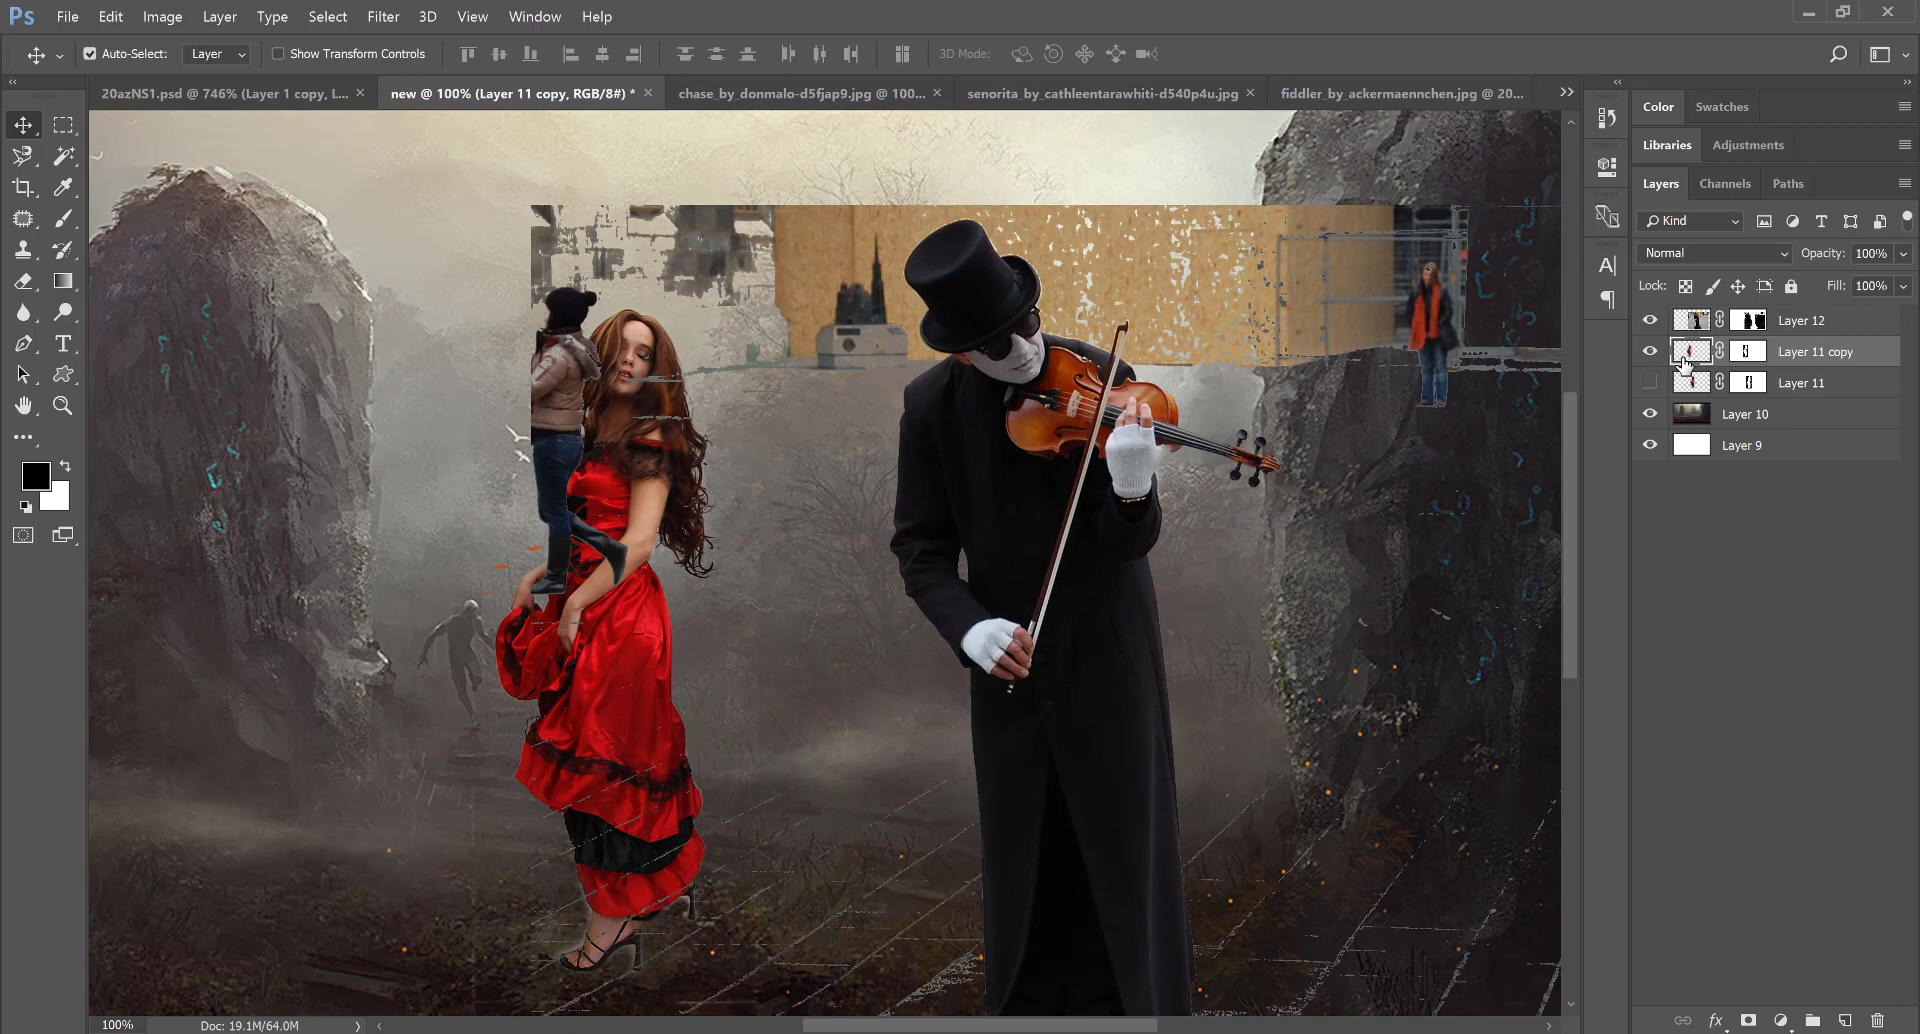 Ps File Edit Image Layer Type Select Filter 3D View Window Help
Auto-Select: Layer Show Transform Controls 3D Mode:
20azNS1.psd @ 746% (Layer 1 copy, L... × new @ 100% (Layer 11 copy, RGB/8#) * × chase_by_donmalo-d5fjap9.jpg @ 100... × senorita_by_cathleentarawhiti-d540p4u.jpg × fiddler_by_ackermaennchen.jpg @ 20...
Color Swatches
Libraries Adjustments
Layers Channels Paths
Kind
Normal Opacity: 100%
Lock: Fill: 100%
Layer 12
Layer 11 copy
Layer 11
Layer 10
Layer 9
100% Doc: 19.1M/64.0M